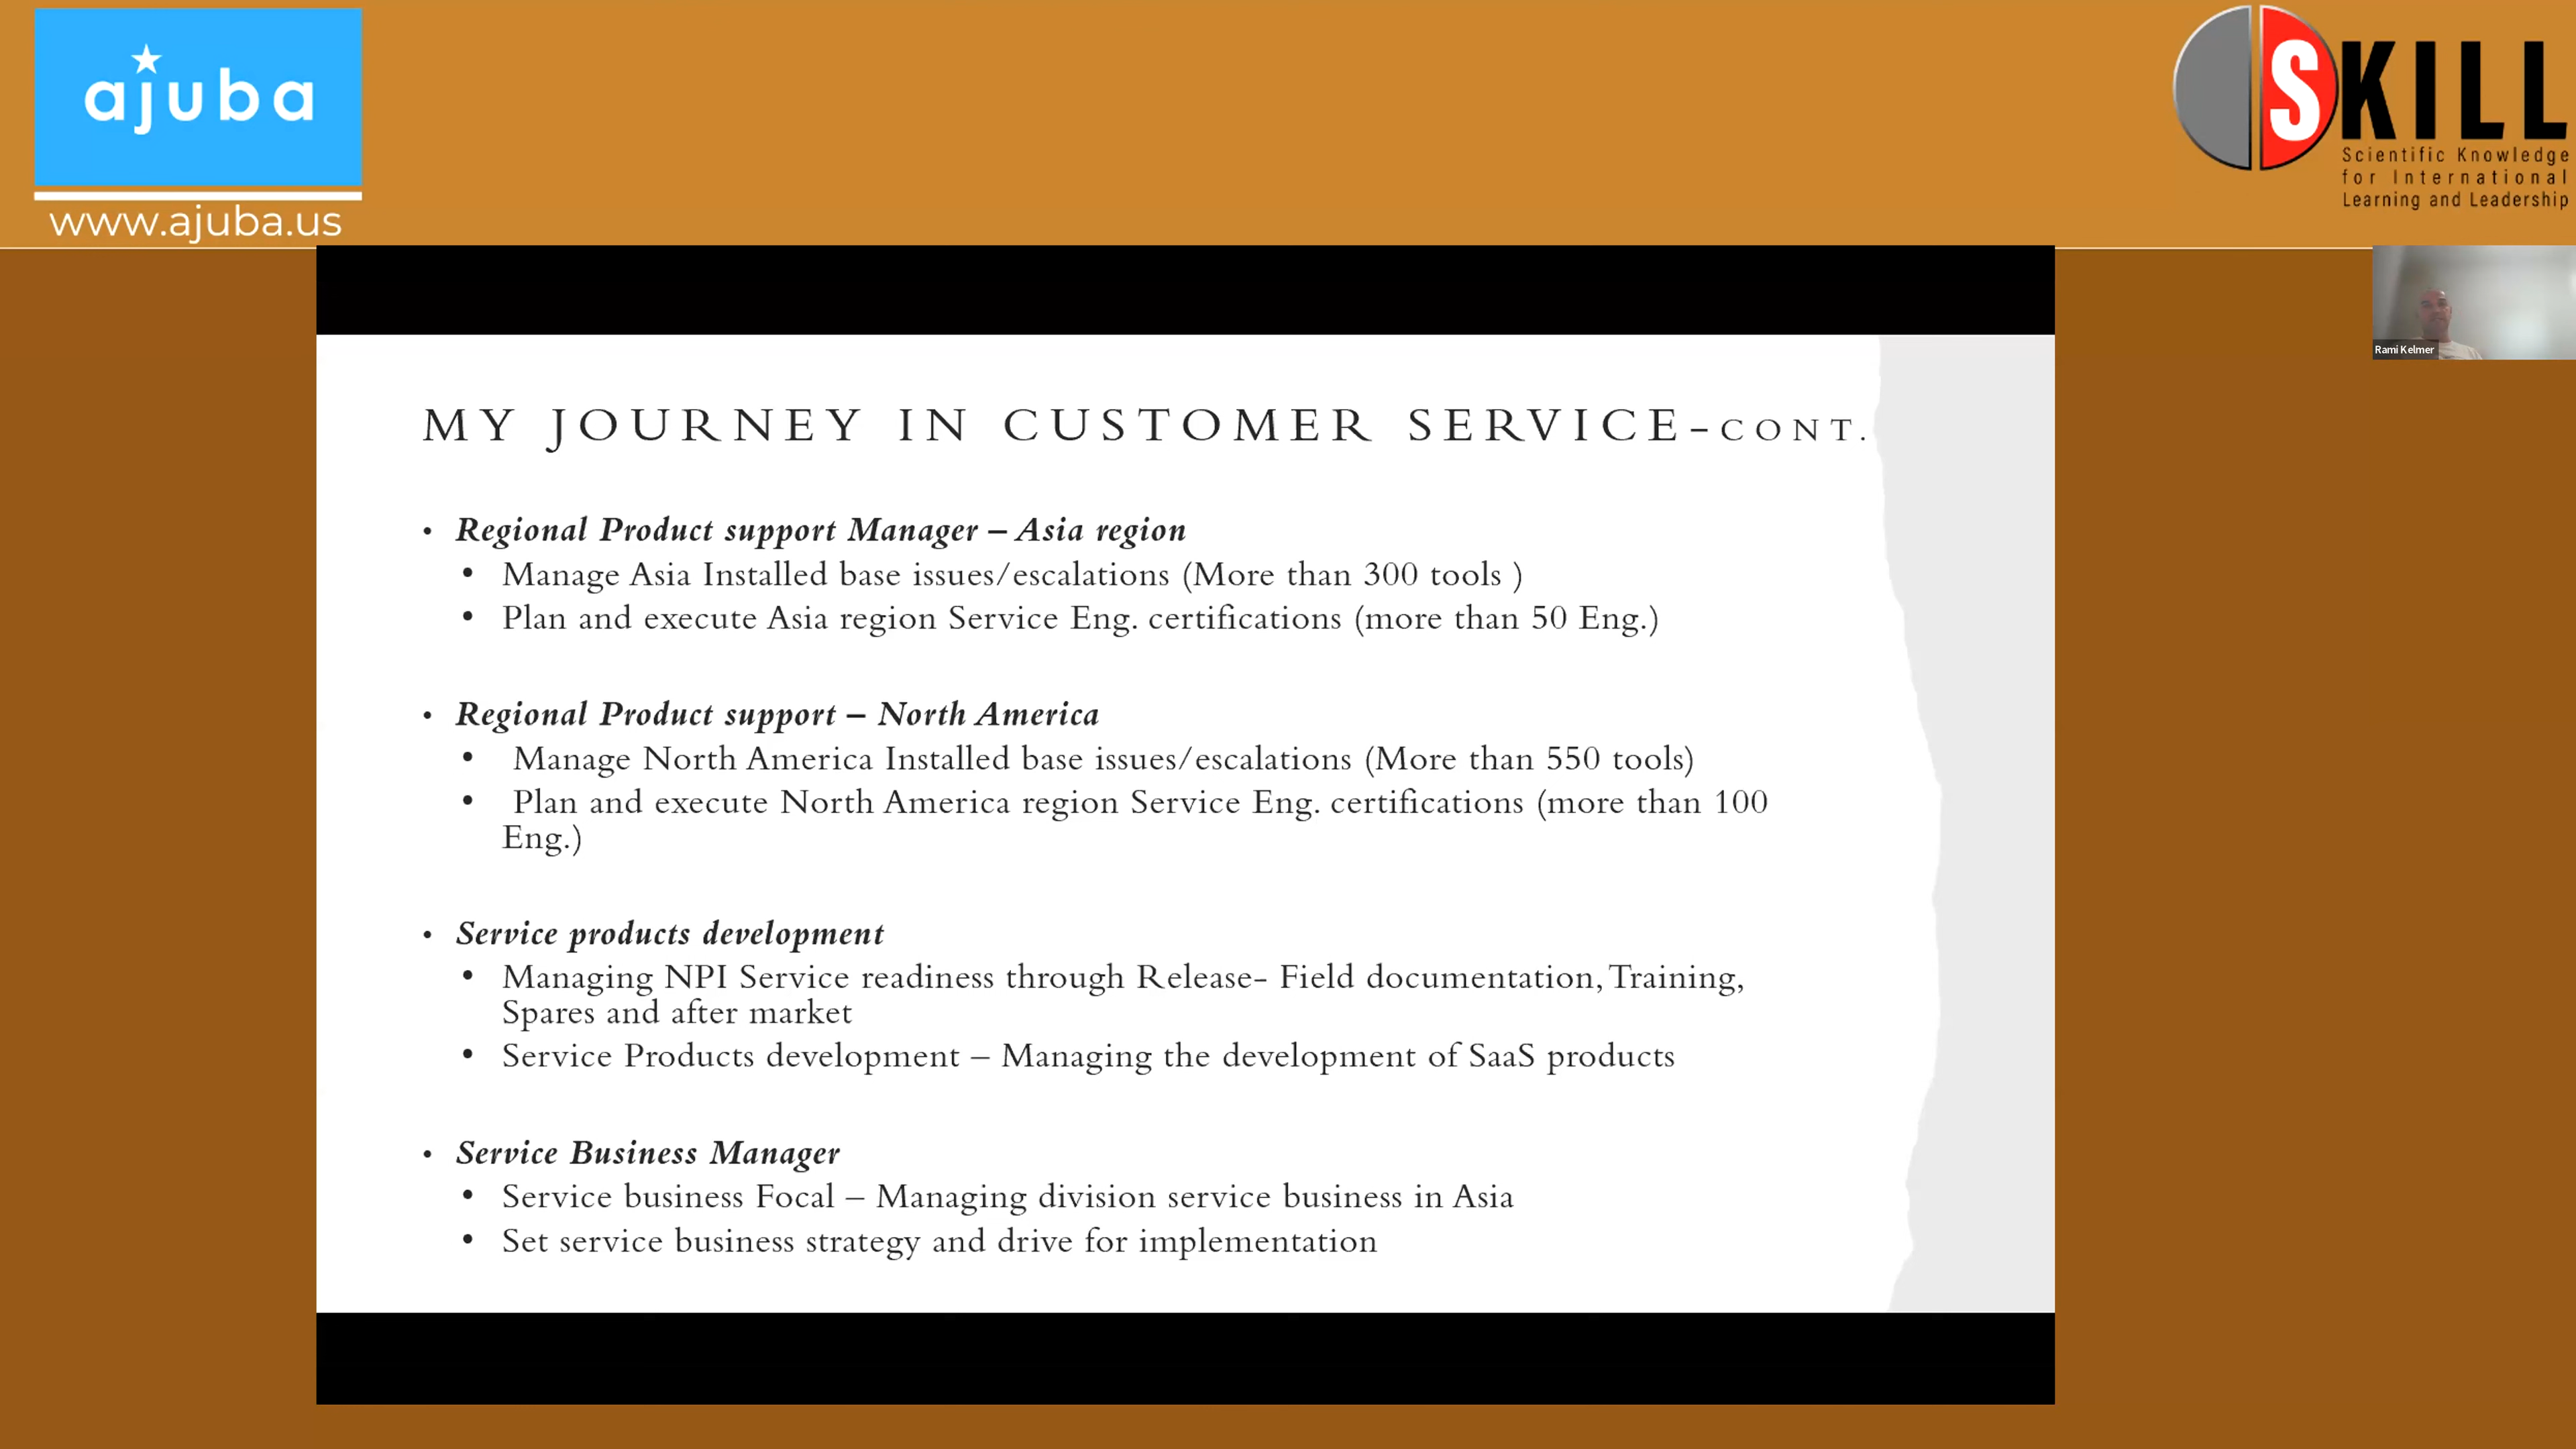 ajuba
www.ajuba.us
SKILL
Scientific Knowledge
for International
Learning and Leadership
Rami Kelmer
MY JOURNEY IN CUSTOMER SERVICE-CONT.
• Regional Product support Manager – Asia region
• Manage Asia Installed base issues/escalations (More than 300 tools )
• Plan and execute Asia region Service Eng. certifications (more than 50 Eng.)
• Regional Product support – North America
• Manage North America Installed base issues/escalations (More than 550 tools)
• Plan and execute North America region Service Eng. certifications (more than 100
Eng.)
• Service products development
• Managing NPI Service readiness through Release- Field documentation, Training,
Spares and after market
• Service Products development – Managing the development of SaaS products
• Service Business Manager
• Service business Focal – Managing division service business in Asia
• Set service business strategy and drive for implementation